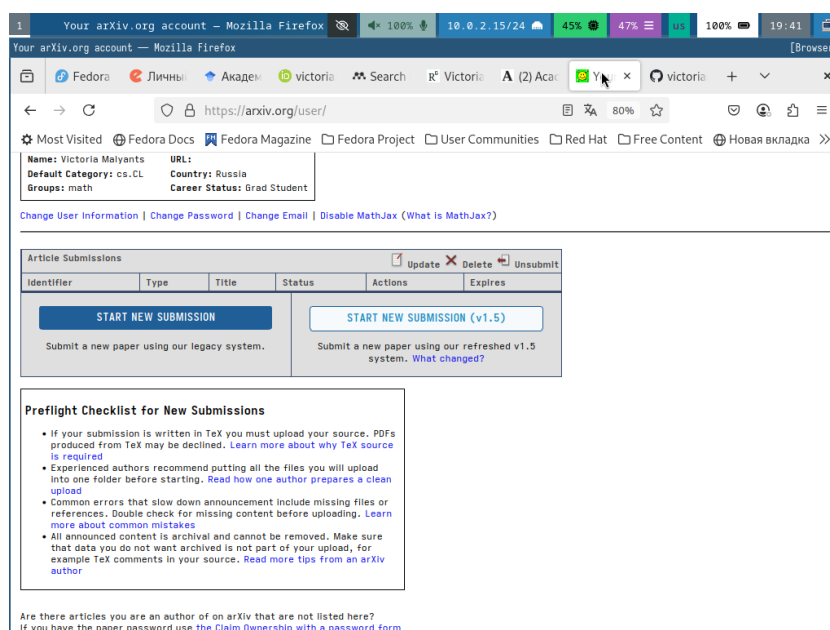 1 Your arXiv.org account — Mozilla Firefox 100% 10.0.2.15/24 45% 47% us 100% 19:41
Your arXiv.org account — Mozilla Firefox [Browser
Fedora Личны Академ victoria Search Victoria (2) Acac victoria
https://arxiv.org/user/ 80%
Most Visited Fedora Docs Fedora Magazine Fedora Project User Communities Red Hat Free Content Новая вкладка
Name: Victoria Malyants URL:
Default Category: cs.CL Country: Russia
Groups: math Career Status: Grad Student
Change User Information | Change Password | Change Email | Disable MathJax (What is MathJax?)
Article Submissions Update Delete Unsubmit
Identifier Type Title Status Actions Expires
START NEW SUBMISSION START NEW SUBMISSION (v1.5)
Submit a new paper using our legacy system. Submit a new paper using our refreshed v1.5
system. What changed?
Preflight Checklist for New Submissions
• If your submission is written in TeX you must upload your source. PDFs
produced from TeX may be declined. Learn more about why TeX source
is required
• Experienced authors recommend putting all the files you will upload
into one folder before starting. Read how one author prepares a clean
upload
• Common errors that slow down announcement include missing files or
references. Double check for missing content before uploading. Learn
more about common mistakes
• All announced content is archival and cannot be removed. Make sure
that data you do not want archived is not part of your upload, for
example TeX comments in your source. Read more tips from an arXiv
author
Are there articles you are an author of on arXiv that are not listed here?
If you have the paper password use the Claim Ownership with a password form